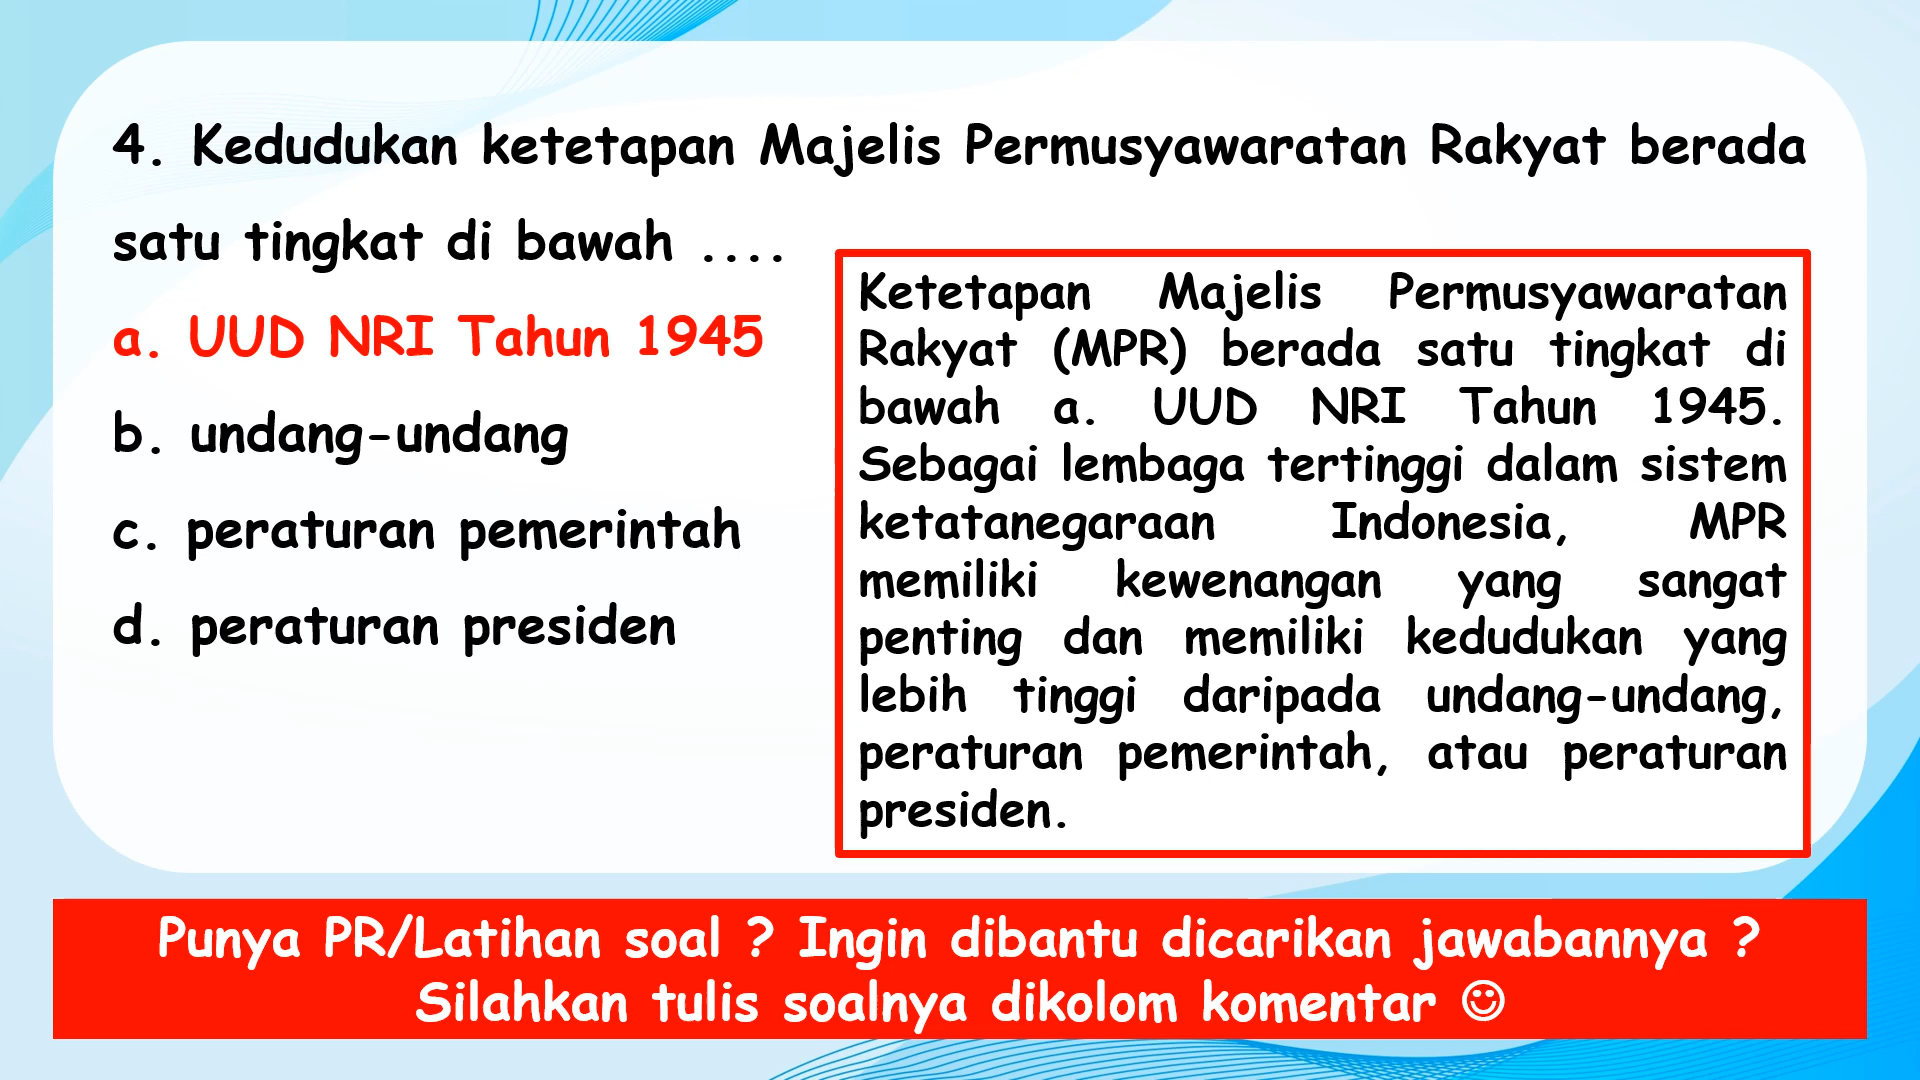 4. Kedudukan ketetapan Majelis Permusyawaratan Rakyat berada
satu tingkat di bawah ....
a. UUD NRI Tahun 1945
b. undang-undang
c. peraturan pemerintah
d. peraturan presiden
Ketetapan Majelis Permusyawaratan
Rakyat (MPR) berada satu tingkat di
bawah a. UUD NRI Tahun 1945.
Sebagai lembaga tertinggi dalam sistem
ketatanegaraan Indonesia, MPR
memiliki kewenangan yang sangat
penting dan memiliki kedudukan yang
lebih tinggi daripada undang-undang,
peraturan pemerintah, atau peraturan
presiden.
Punya PR/Latihan soal ? Ingin dibantu dicarikan jawabannya ?
Silahkan tulis soalnya dikolom komentar ☺